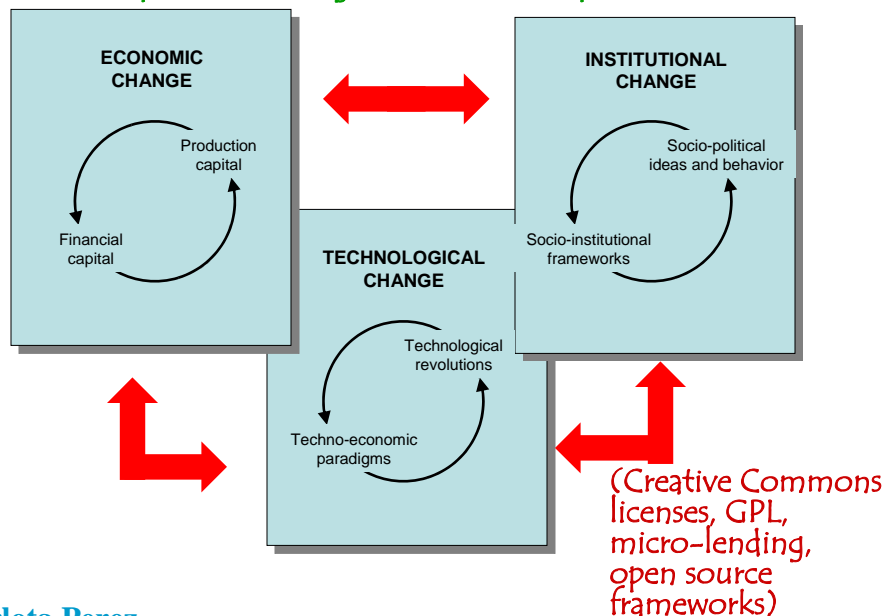 ECONOMIC
CHANGE
Production
capital
Financial
capital
INSTITUTIONAL
CHANGE
Socio-political
ideas and behavior
Socio-institutional
frameworks
TECHNOLOGICAL
CHANGE
Technological
revolutions
Techno-economic
paradigms
(Creative Commons
licenses, GPL,
micro-lending,
open source
frameworks)
Perez